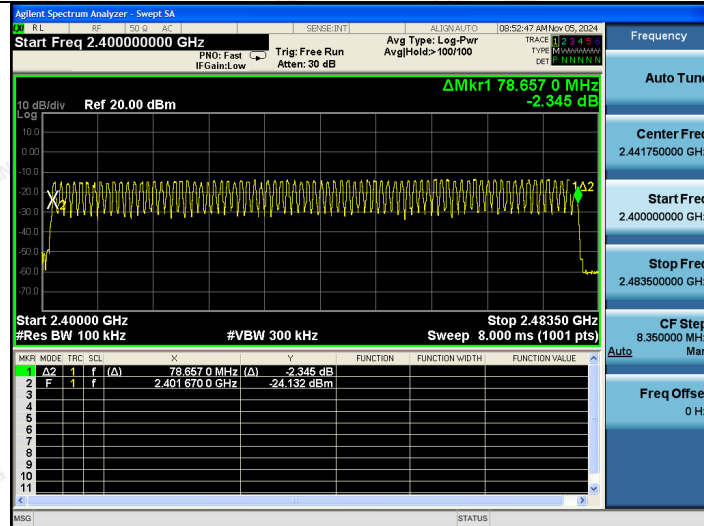 Agilent Spectrum Analyzer - Swept SA
LXI RL RF 50 Ω AC SENSE:INT ALIGNAUTO 08:52:47 AM Nov 05, 2024
Start Freq 2.400000000 GHz
PNO: Fast
IFGain:Low
Trig: Free Run
Atten: 30 dB
Avg Type: Log-Pwr
Avg|Hold:>100/100
TRACE 1 2 3 4 5 6
TYPE M
DET P N N N N N
ΔMkr1 78.657 0 MHz
-2.345 dB
10 dB/div Ref 20.00 dBm
Log
10.0
0.00
-10.0
-20.0
-30.0
-40.0
-50.0
-60.0
-70.0
2
1Δ2
Start 2.40000 GHz Stop 2.48350 GHz
#Res BW 100 kHz #VBW 300 kHz Sweep 8.000 ms (1001 pts)
MKR MODE TRC SCL X Y FUNCTION FUNCTION WIDTH FUNCTION VALUE
1 Δ2 1 f (Δ) 78.657 0 MHz (Δ) -2.345 dB
2 F 1 f 2.401 670 0 GHz -24.132 dBm
3
4
5
6
7
8
9
10
11
MSG STATUS
Frequency
Auto Tune
Center Freq
2.441750000 GHz
Start Freq
2.400000000 GHz
Stop Freq
2.483500000 GHz
CF Step
8.350000 MHz
Auto Man
Freq Offset
0 Hz